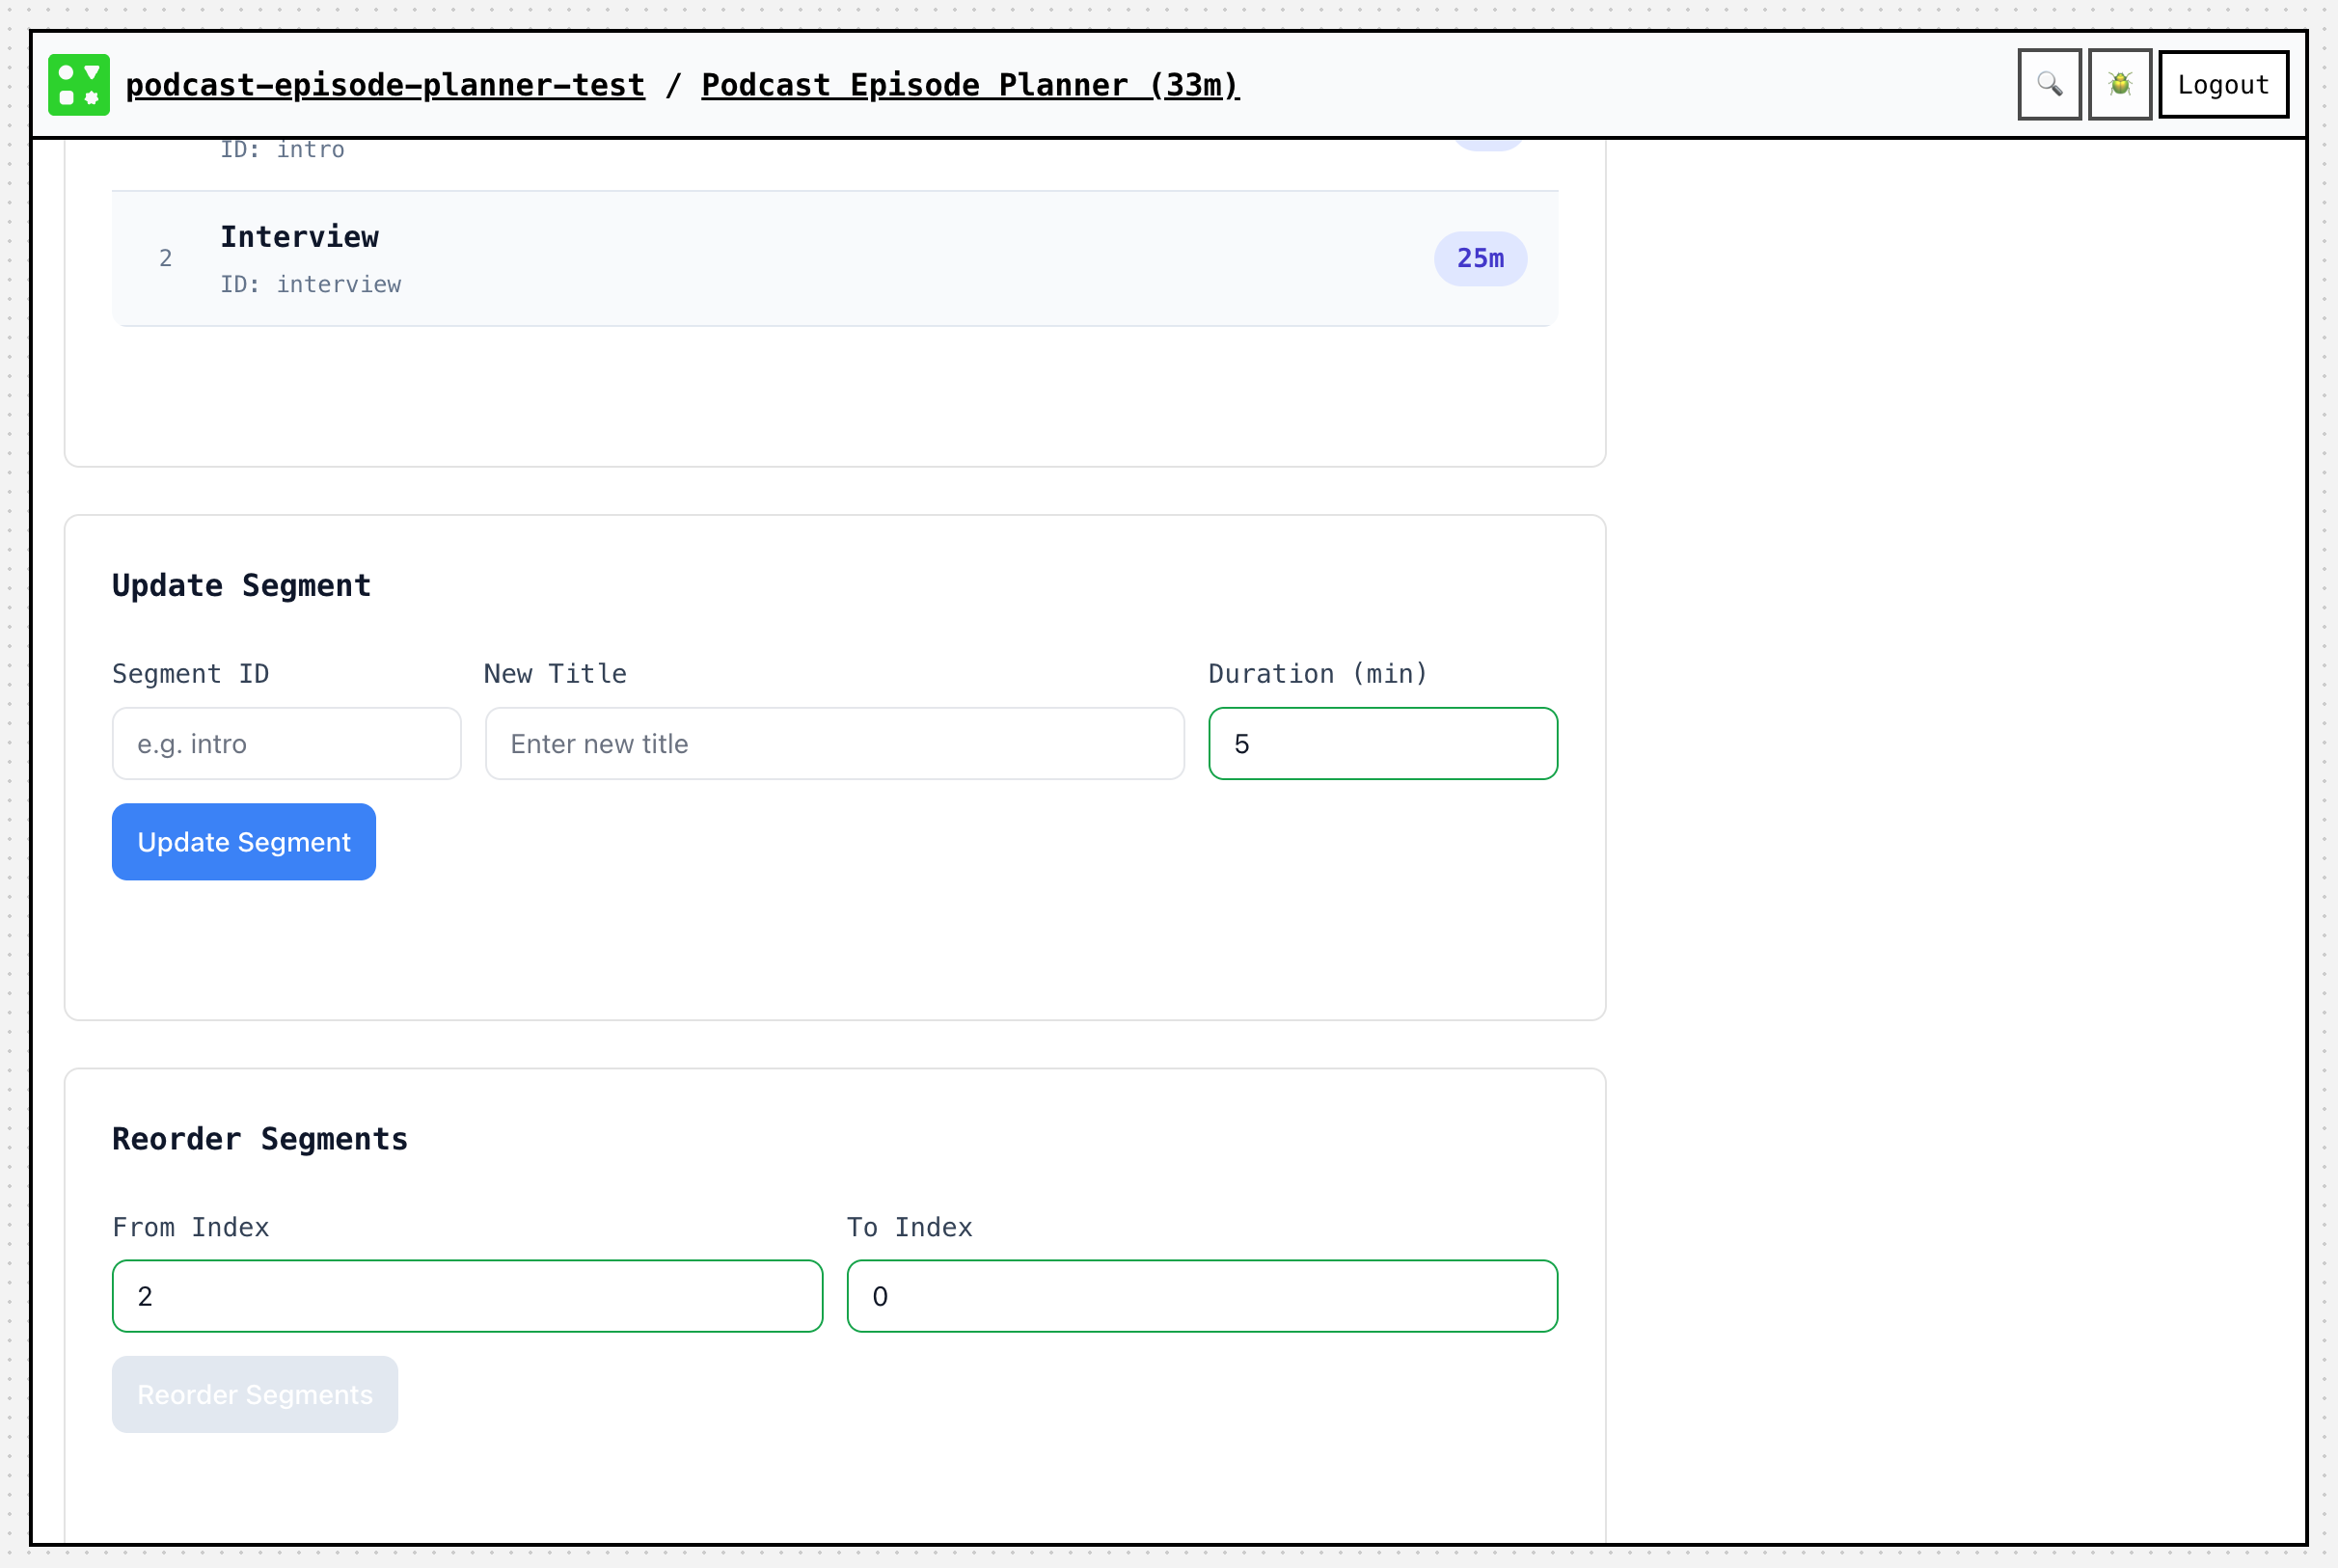 podcast-episode-planner-test / Podcast Episode Planner (33m)
Logout
ID: intro
2
Interview
ID: interview
25m
Update Segment
Segment ID
New Title
Duration (min)
e.g. intro
Enter new title
5
Update Segment
Reorder Segments
From Index
To Index
2
0
Reorder Segments